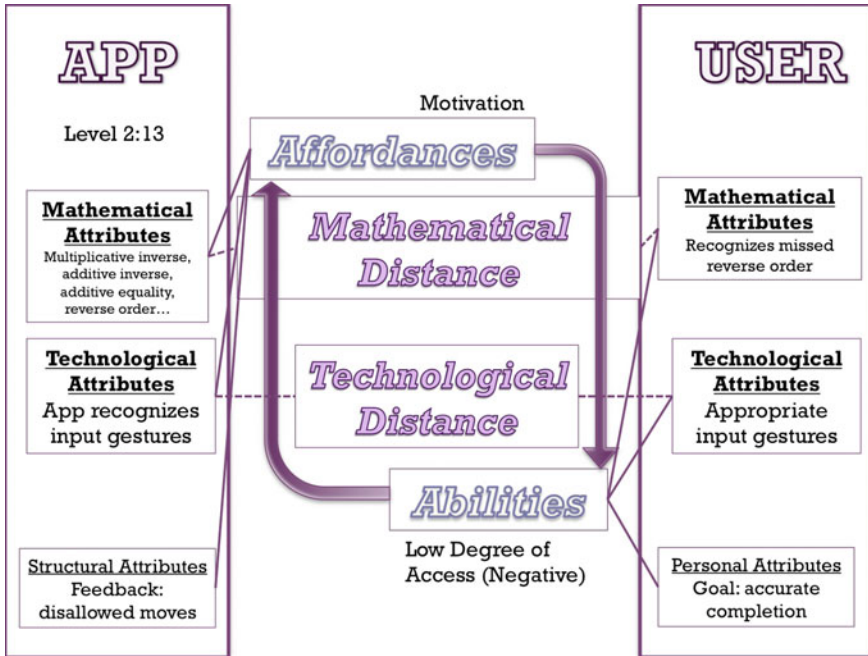 APP
Level 2:13
Mathematical
Attributes
Multiplicative inverse,
additive inverse,
additive equality,
reverse order...
Technological
Attributes
App recognizes
input gestures
Structural Attributes
Feedback:
disallowed moves
Motivation
Affordances
Mathematical
Distance
Technological
Distance
Abilities
Low Degree of
Access (Negative)
USER
Mathematical
Attributes
Recognizes missed
reverse order
Technological
Attributes
Appropriate
input gestures
Personal Attributes
Goal: accurate
completion